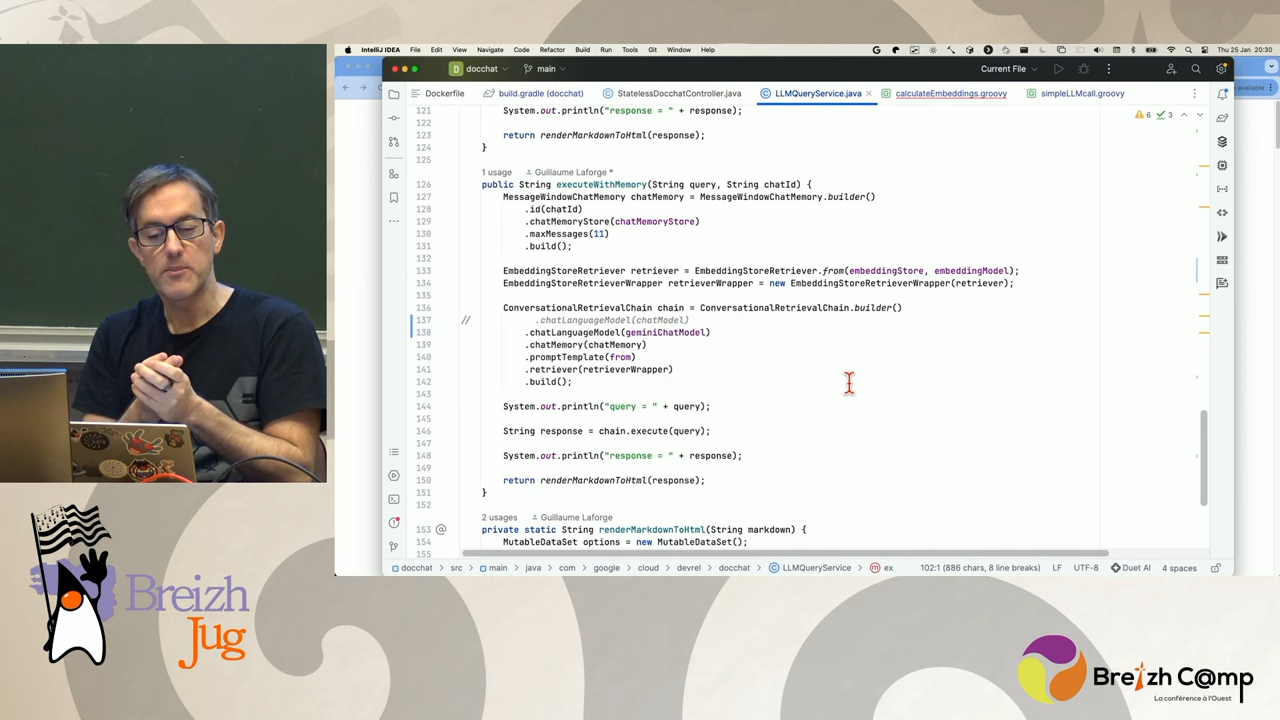 IntelliJ IDEA File Edit View Navigate Code Refactor Build Run Tools Git Window Help
Thu 25 Jan 20:30
D docchat main Current File
available
Dockerfile build.gradle (docchat) StatelessDocchatController.java LLMQueryService.java calculateEmbeddings.groovy simpleLLMcall.groovy
6 3
121 System.out.println("response = " + response);
122
123 return renderMarkdownToHtml(response);
124 }
125
1 usage Guillaume Laforge *
126 public String executeWithMemory(String query, String chatId) {
127 MessageWindowChatMemory chatMemory = MessageWindowChatMemory.builder()
128 .id(chatId)
129 .chatMemoryStore(chatMemoryStore)
130 .maxMessages(11)
131 .build();
132
133 EmbeddingStoreRetriever retriever = EmbeddingStoreRetriever.from(embeddingStore, embeddingModel);
134 EmbeddingStoreRetrieverWrapper retrieverWrapper = new EmbeddingStoreRetrieverWrapper(retriever);
135
136 ConversationalRetrievalChain chain = ConversationalRetrievalChain.builder()
137 // .chatLanguageModel(chatModel)
138 .chatLanguageModel(geminiChatModel)
139 .chatMemory(chatMemory)
140 .promptTemplate(from)
141 .retriever(retrieverWrapper)
142 .build();
143
144 System.out.println("query = " + query);
145
146 String response = chain.execute(query);
147
148 System.out.println("response = " + response);
149
150 return renderMarkdownToHtml(response);
151 }
152
2 usages Guillaume Laforge
153 @ private static String renderMarkdownToHtml(String markdown) {
154 MutableDataSet options = new MutableDataSet();
155
docchat > src > main > java > com > google > cloud > devrel > docchat > LLMQueryService > m ex 102:1 (886 chars, 8 line breaks) LF UTF-8 Duet AI 4 spaces
Breizh
Jug
Breizh C@mp
La conférence à l'Ouest